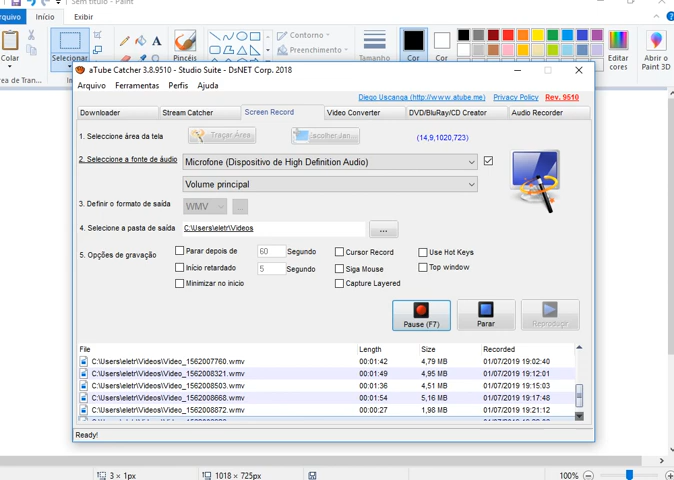 Sem título - Paint
Arquivo Início Exibir
Colar
Selecionar
Pincéis
Contorno
Preenchimento
Cor
Cor
Editar cores
Abrir o Paint 3D
Área de Tran...
aTube Catcher 3.8.9510 - Studio Suite - DsNET Corp. 2018
Arquivo Ferramentas Perfis Ajuda
Diego Uscanga (http://www.atube.me) Privacy Policy Rev. 9510
Downloader Stream Catcher Screen Record Video Converter DVD/BluRay/CD Creator Audio Recorder
1. Seleccione área da tela Traçar Área Escolher Jan... (14,9,1020,723)
2. Seleccione a fonte de áudio Microfone (Dispositivo de High Definition Audio)
Volume principal
3. Definir o formato de saída WMV ...
4. Selecione a pasta de saída C:\Users\eletr\Videos ...
5. Opções de gravação Parar depois de 60 Segundo Cursor Record Use Hot Keys
Início retardado 5 Segundo Siga Mouse Top window
Minimizar no inicio Capture Layered
Pause (F7) Parar Reproduzir
File Length Size Recorded
C:\Users\eletr\Videos\Video_1562007760.wmv 00:01:42 4,79 MB 01/07/2019 19:02:40
C:\Users\eletr\Videos\Video_1562008321.wmv 00:01:49 4,95 MB 01/07/2019 19:12:01
C:\Users\eletr\Videos\Video_1562008503.wmv 00:01:36 4,51 MB 01/07/2019 19:15:03
C:\Users\eletr\Videos\Video_1562008668.wmv 00:01:54 5,16 MB 01/07/2019 19:17:48
C:\Users\eletr\Videos\Video_1562008872.wmv 00:00:27 1,98 MB 01/07/2019 19:21:12
Ready!
3 × 1px 1018 × 725px 100%